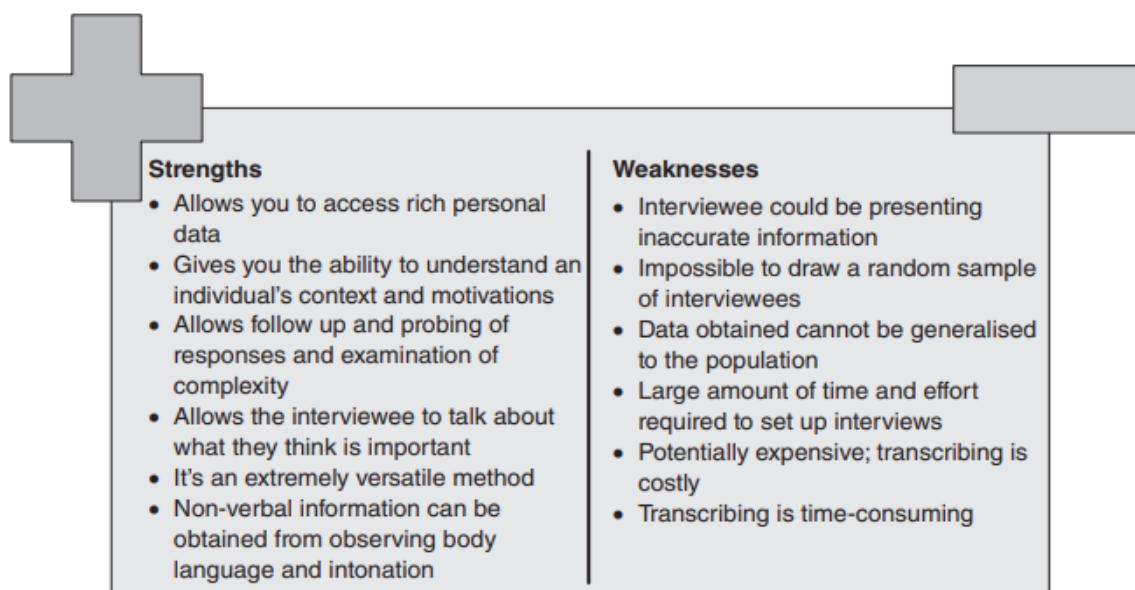 Strengths
• Allows you to access rich personal
data
• Gives you the ability to understand an
individual's context and motivations
• Allows follow up and probing of
responses and examination of
complexity
• Allows the interviewee to talk about
what they think is important
• It's an extremely versatile method
• Non-verbal information can be
obtained from observing body
language and intonation
Weaknesses
• Interviewee could be presenting
inaccurate information
• Impossible to draw a random sample
of interviewees
• Data obtained cannot be generalised
to the population
• Large amount of time and effort
required to set up interviews
• Potentially expensive; transcribing is
costly
• Transcribing is time-consuming